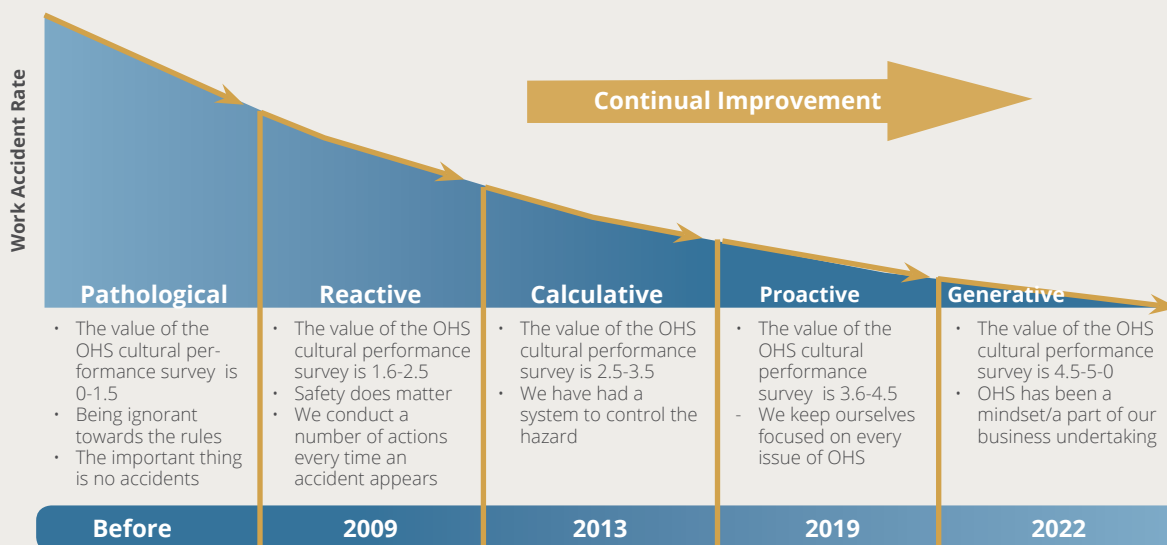 Work Accident Rate
Continual Improvement
Pathological
• The value of the
OHS cultural per-
formance survey is
0-1.5
• Being ignorant
towards the rules
• The important thing
is no accidents
Before
Reactive
• The value of the OHS
cultural performance
survey is 1.6-2.5
• Safety does matter
• We conduct a
number of actions
every time an
accident appears
2009
Calculative
• The value of the OHS
cultural performance
survey is 2.5-3.5
• We have had a
system to control the
hazard
2013
Proactive
• The value of the
OHS cultural
performance
survey is 3.6-4.5
- We keep ourselves
focused on every
issue of OHS
2019
Generative
• The value of the OHS
cultural performance
survey is 4.5-5-0
• OHS has been a
mindset/a part of our
business undertaking
2022